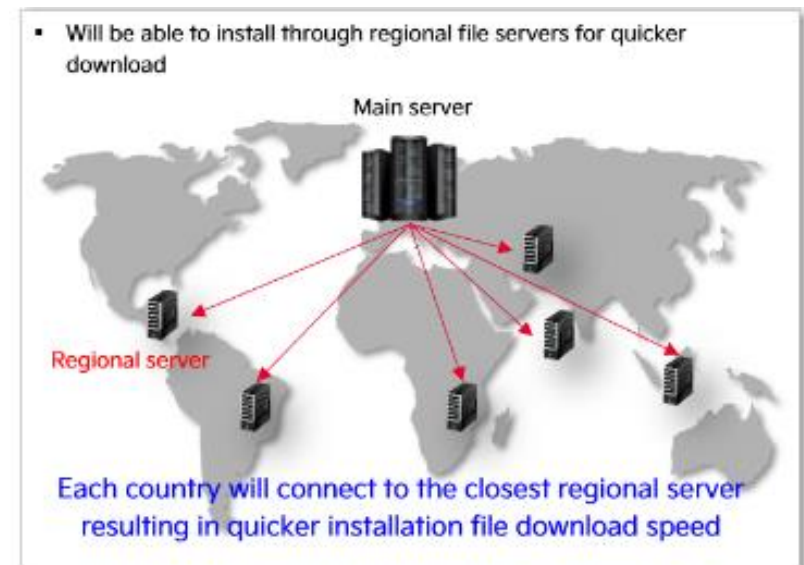 ▪ Will be able to install through regional file servers for quicker
download
Main server
Regional server
Each country will connect to the closest regional server
resulting in quicker installation file download speed